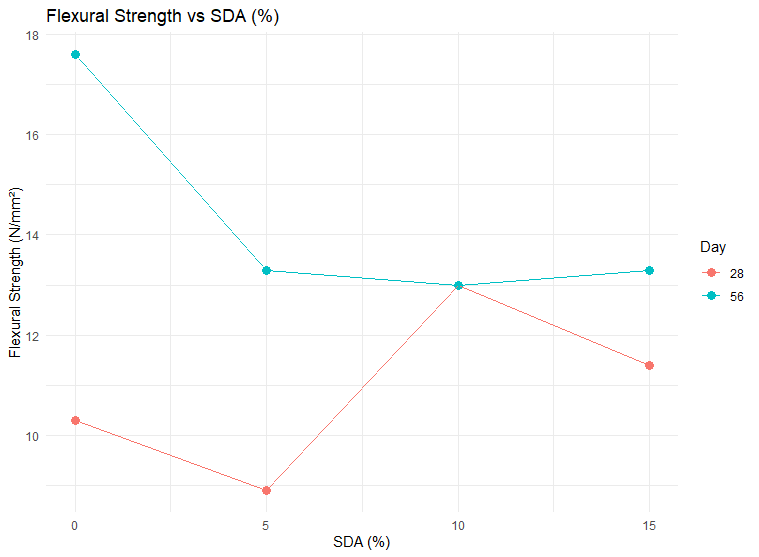 Flexural Strength vs SDA (%)
Flexural Strength (N/mm²)
18
16
14
12
10
0
5
10
15
SDA (%)
Day
28
56